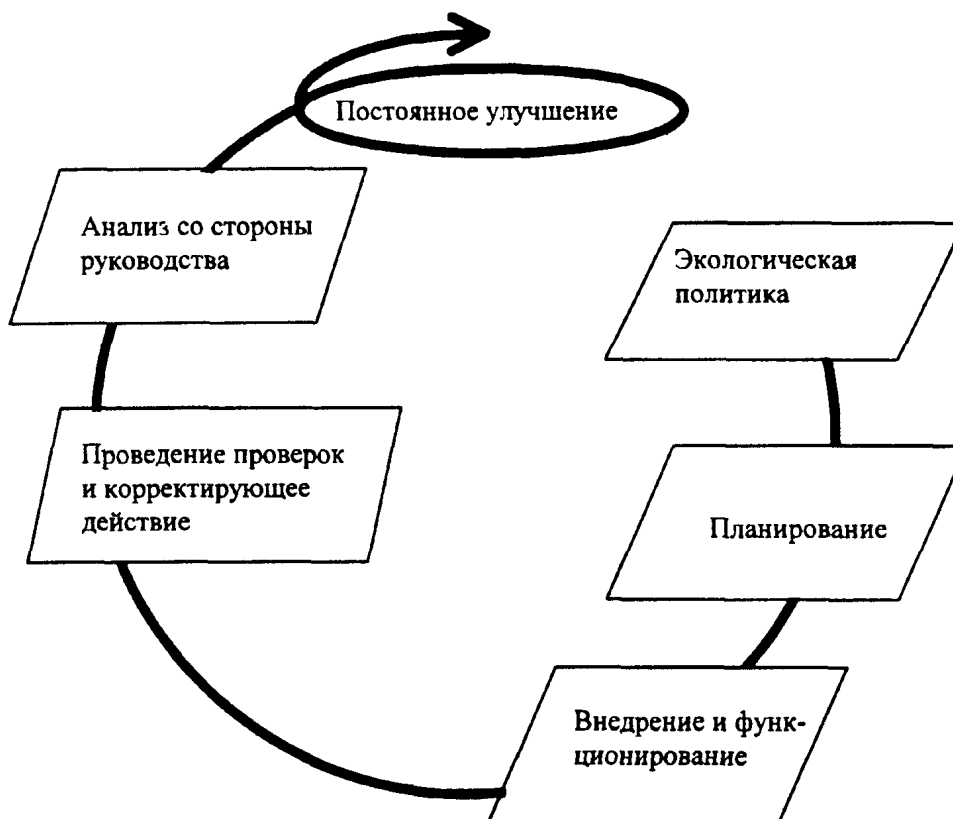 Постоянное улучшение
Анализ со стороны
руководства
Экологическая
политика
Проведение проверок
и корректирующее
действие
Планирование
Внедрение и функ-
ционирование